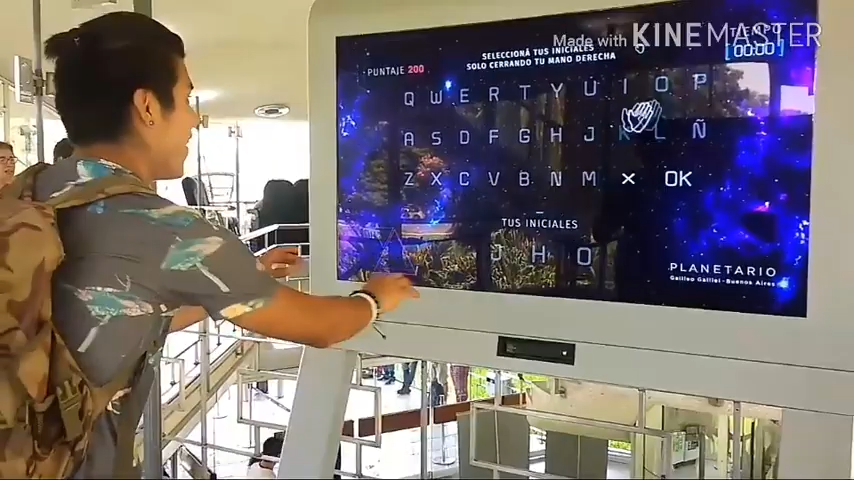 Made with KINEMASTER
SELECCIONÁ TUS INICIALES
SOLO CERRANDO TU MANO DERECHA
TIEMPO
00:00
PUNTAJE 200
Q W E R T Y U I O P
A S D F G H J K L Ñ
Z X C V B N M × OK
TUS INICIALES
J H O
PLANETARIO
Galileo Galilei - Buenos Aires